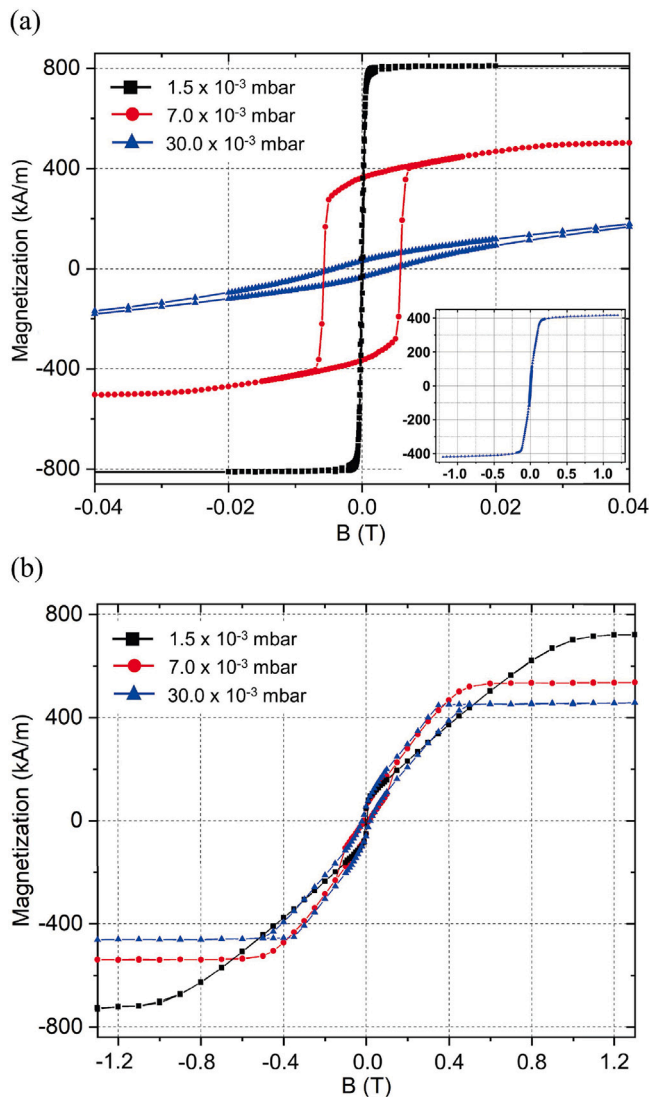 (a)
800
400
0
-400
-800
Magnetization (kA/m)
1.5 x 10⁻³ mbar
7.0 x 10⁻³ mbar
30.0 x 10⁻³ mbar
400
200
0
-200
-400
-1.0 -0.5 0.0 0.5 1.0
-0.04 -0.02 0.0 0.02 0.04
B (T)
(b)
800
400
0
-400
-800
Magnetization (kA/m)
1.5 x 10⁻³ mbar
7.0 x 10⁻³ mbar
30.0 x 10⁻³ mbar
-1.2 -0.8 -0.4 0.0 0.4 0.8 1.2
B (T)